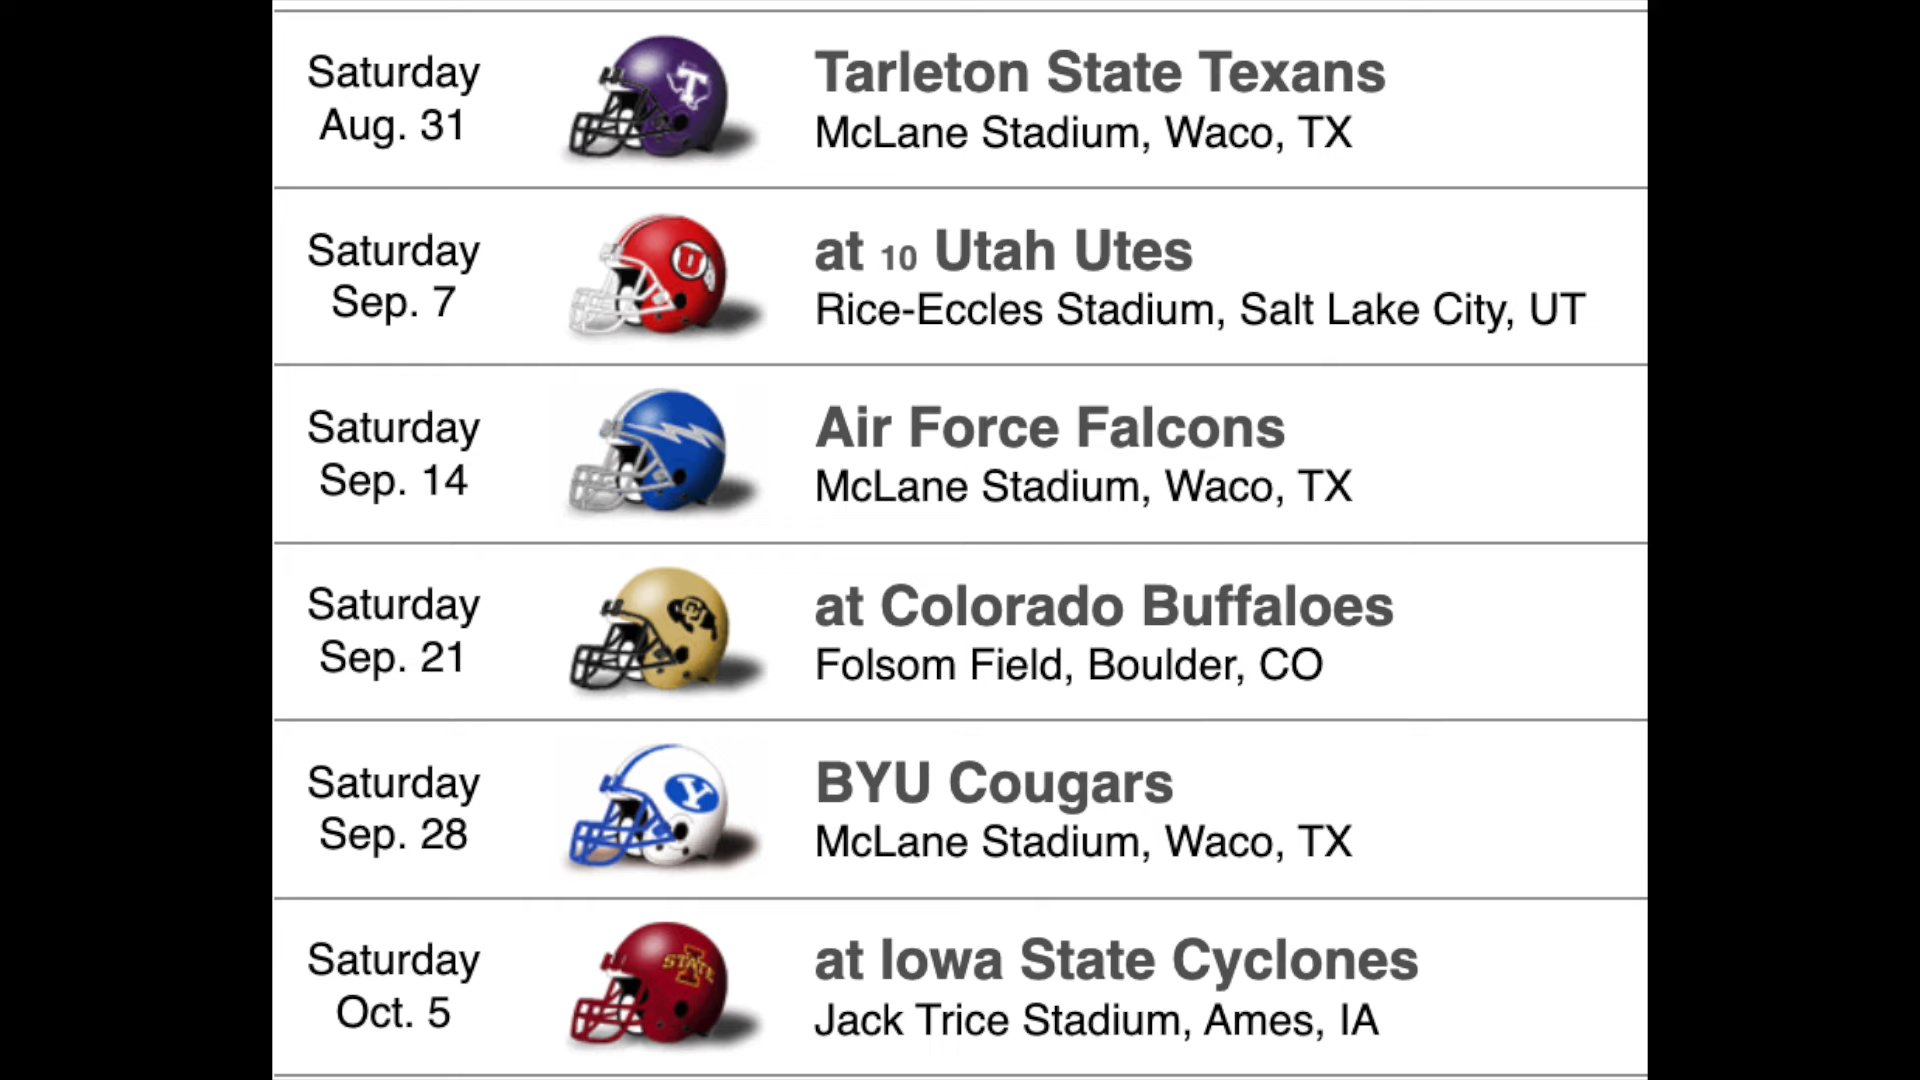 Saturday
Aug. 31
T
Tarleton State Texans
McLane Stadium, Waco, TX
Saturday
Sep. 7
U
at 10 Utah Utes
Rice-Eccles Stadium, Salt Lake City, UT
Saturday
Sep. 14
Air Force Falcons
McLane Stadium, Waco, TX
Saturday
Sep. 21
CU
at Colorado Buffaloes
Folsom Field, Boulder, CO
Saturday
Sep. 28
Y
BYU Cougars
McLane Stadium, Waco, TX
Saturday
Oct. 5
I STATE
at Iowa State Cyclones
Jack Trice Stadium, Ames, IA